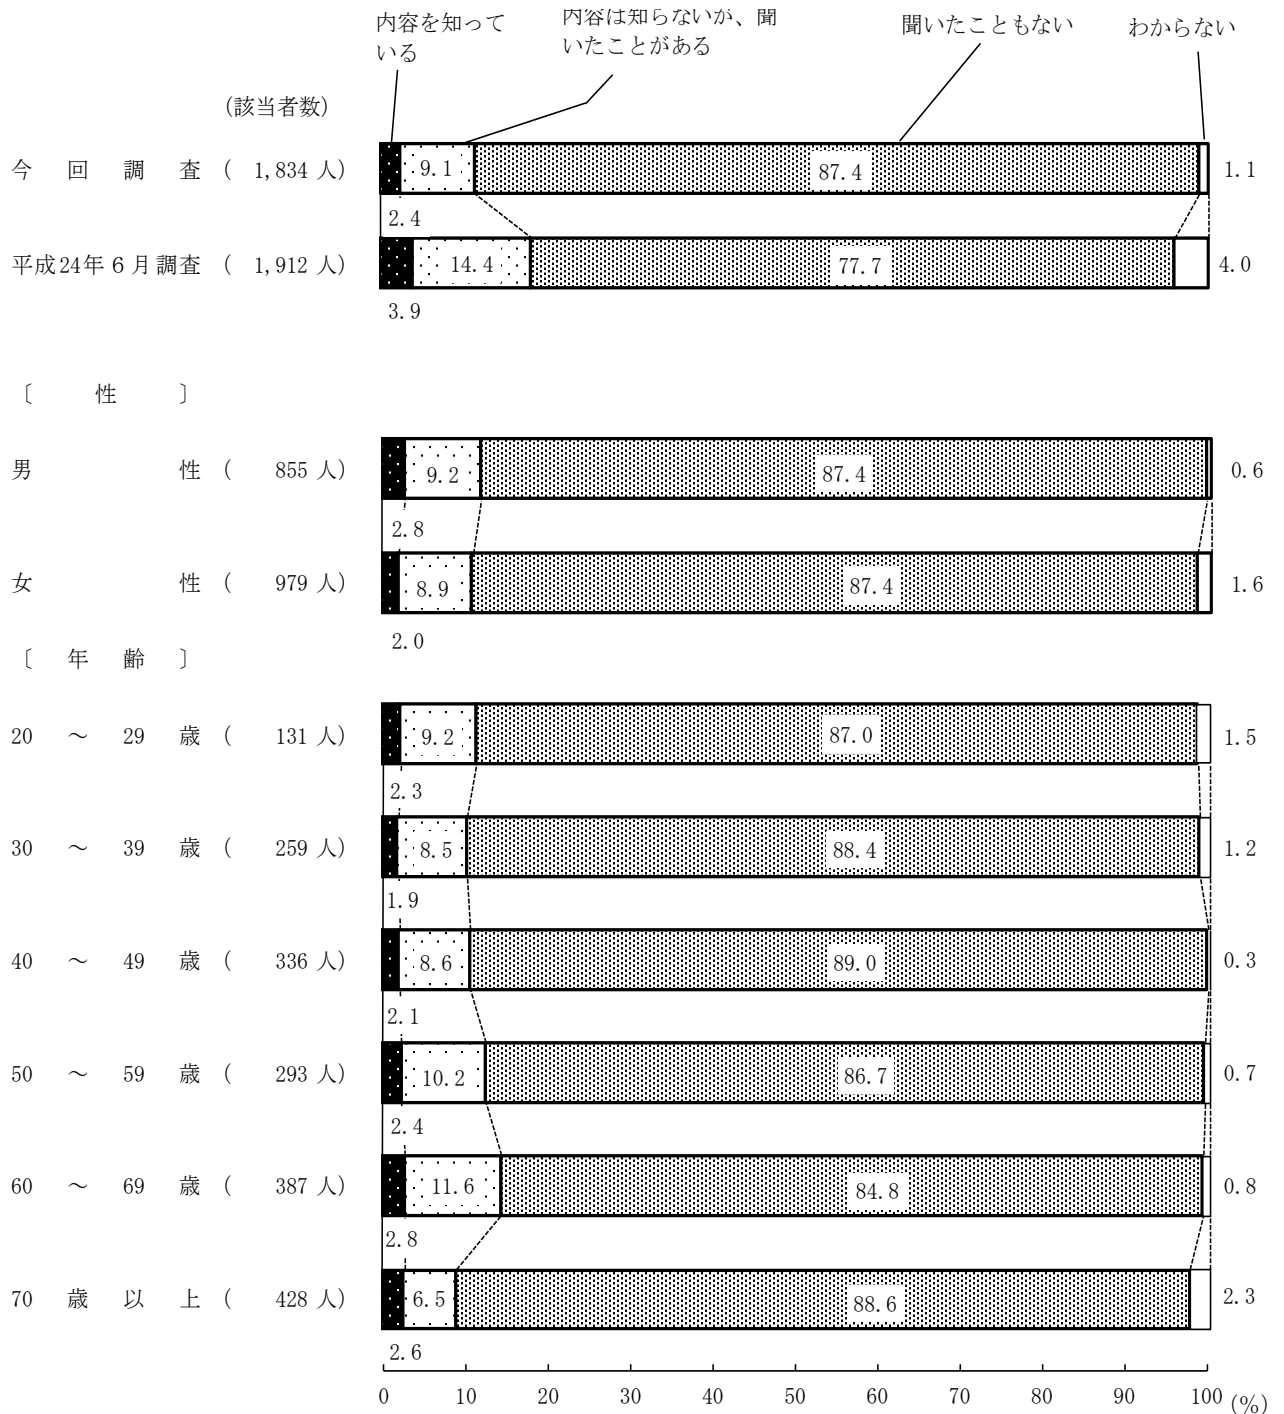 内容を知って
いる
内容は知らないが、聞
いたことがある
聞いたこともない
わからない
(該当者数)
今回調査 ( 1,834 人) 9.1 87.4 1.1
2.4
平成24年6月調査 ( 1,912 人) 14.4 77.7 4.0
3.9
〔 性 〕
男性 ( 855 人) 9.2 87.4 0.6
2.8
女性 ( 979 人) 8.9 87.4 1.6
2.0
〔 年 齢 〕
20 ～ 29 歳 ( 131 人) 9.2 87.0 1.5
2.3
30 ～ 39 歳 ( 259 人) 8.5 88.4 1.2
1.9
40 ～ 49 歳 ( 336 人) 8.6 89.0 0.3
2.1
50 ～ 59 歳 ( 293 人) 10.2 86.7 0.7
2.4
60 ～ 69 歳 ( 387 人) 11.6 84.8 0.8
2.8
70 歳以上 ( 428 人) 6.5 88.6 2.3
2.6
0 10 20 30 40 50 60 70 80 90 100 (%)